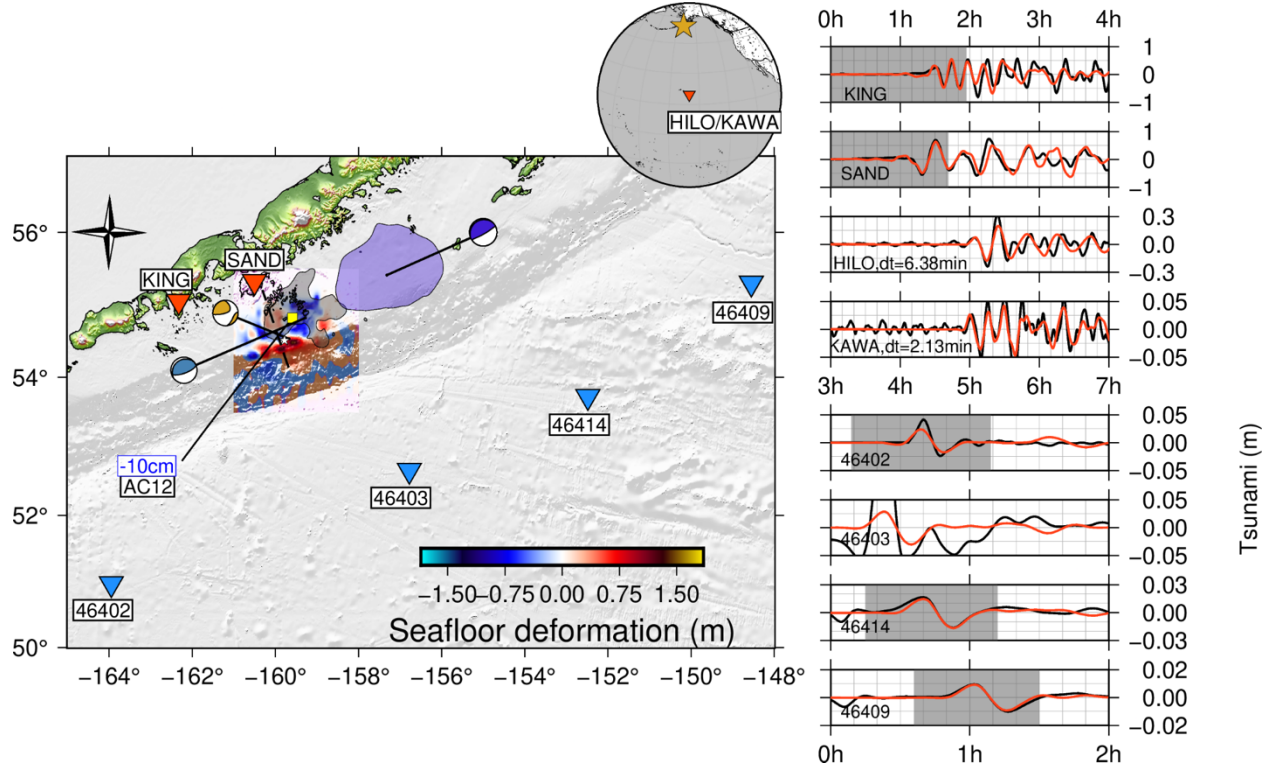 HILO/KAWA
56°
54°
52°
50°
KING
SAND
46409
46414
-10cm
AC12
46403
46402
−1.50 −0.75 0.00 0.75 1.50
Seafloor deformation (m)
−164° −162° −160° −158° −156° −154° −152° −150° −148°
0h 1h 2h 3h 4h
1
0
−1
KING
1
0
−1
SAND
0.3
0.0
−0.3
HILO,dt=6.38min
0.05
0.00
−0.05
KAWA,dt=2.13min
3h 4h 5h 6h 7h
0.05
0.00
−0.05
46402
0.05
0.00
−0.05
46403
0.03
0.00
−0.03
46414
0.02
0.00
−0.02
46409
0h 1h 2h
Tsunami (m)